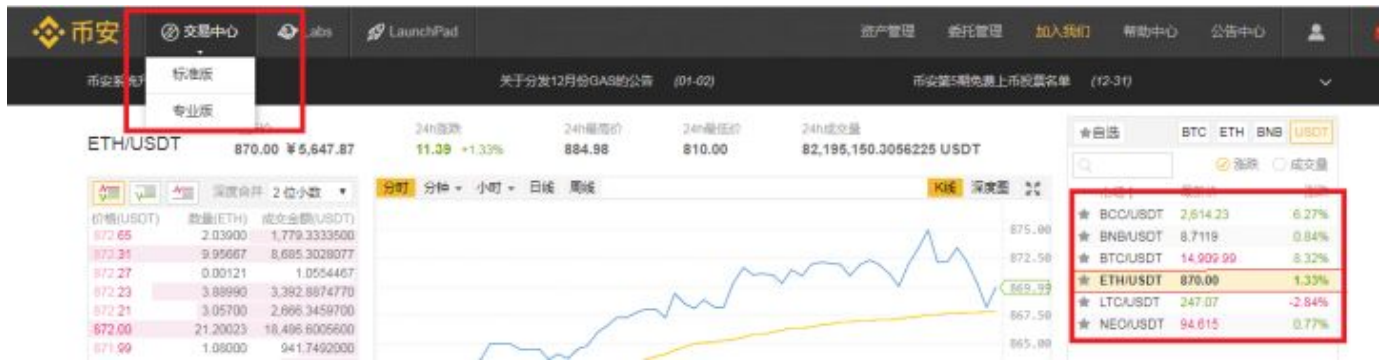 币安 交易中心 Labs LaunchPad 资产管理 委托管理 加入我们 帮助中心 公告中心
币安系统 关于分发12月份GAS的公告 (01-02) 币安第5期免费上币投票名单 (12-31)
标准版
专业版
ETH/USDT 870.00 ¥5,647.87
24h涨跌 24h最高价 24h最低价 24h成交量
11.39 +1.33% 884.98 810.00 82,195,150.3056225 USDT
★自选 BTC ETH BNB USDT
涨跌 成交量
深度合并 2 位小数
分时 分钟 小时 日线 周线 K线 深度图
价格(USDT) 数量(ETH) 成交金额(USDT)
872.65 2.03900 1,779.3333500
872.31 9.95667 8,685.3028077
872.27 0.00121 1.0554467
872.23 3.88990 3,392.8874770
872.21 3.05700 2,666.3459700
872.00 21.20023 18,486.6005600
871.99 1.08000 941.7492000
875.00
872.50
869.99
867.50
865.00
★ BCC/USDT 2,614.23 6.27%
★ BNB/USDT 8.7119 0.84%
★ BTC/USDT 14,909.99 8.32%
★ ETH/USDT 870.00 1.33%
★ LTC/USDT 247.07 -2.84%
★ NEO/USDT 94.615 0.77%